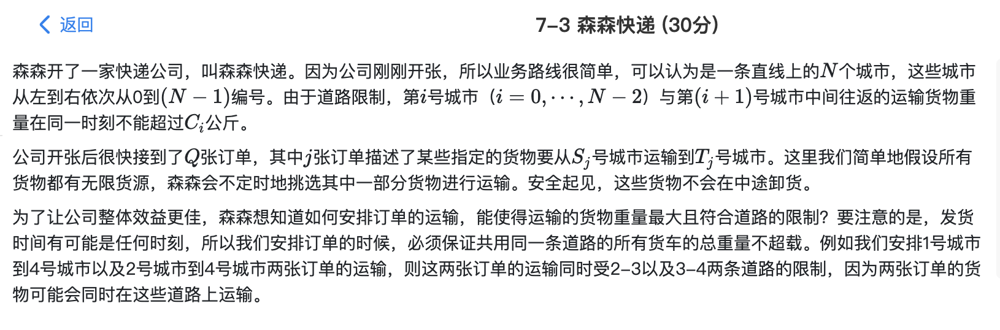 返回
7-3 森森快递 (30分)
森森开了一家快递公司，叫森森快递。因为公司刚刚开张，所以业务路线很简单，可以认为是一条直线上的N个城市，这些城市
从左到右依次从0到(N − 1)编号。由于道路限制，第i号城市（i = 0, ⋯, N − 2）与第(i + 1)号城市中间往返的运输货物重
量在同一时刻不能超过C_i公斤。
公司开张后很快接到了Q张订单，其中j张订单描述了某些指定的货物要从S_j号城市运输到T_j号城市。这里我们简单地假设所有
货物都有无限货源，森森会不定时地挑选其中一部分货物进行运输。安全起见，这些货物不会在中途卸货。
为了让公司整体效益更佳，森森想知道如何安排订单的运输，能使得运输的货物重量最大且符合道路的限制？要注意的是，发货
时间有可能是任何时刻，所以我们安排订单的时候，必须保证共用同一条道路的所有货车的总重量不超载。例如我们安排1号城市
到4号城市以及2号城市到4号城市两张订单的运输，则这两张订单的运输同时受2-3以及3-4两条道路的限制，因为两张订单的货
物可能会同时在这些道路上运输。